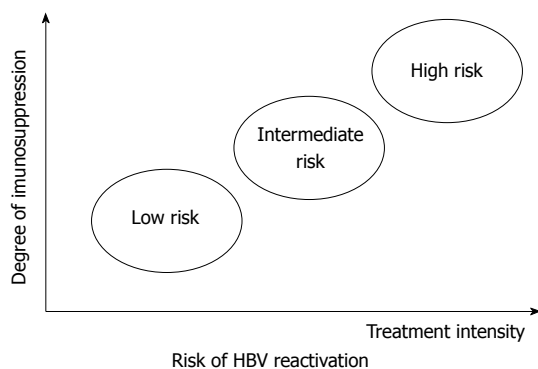 High risk
Intermediate
risk
Low risk
Degree of imunosuppression
Treatment intensity
Risk of HBV reactivation